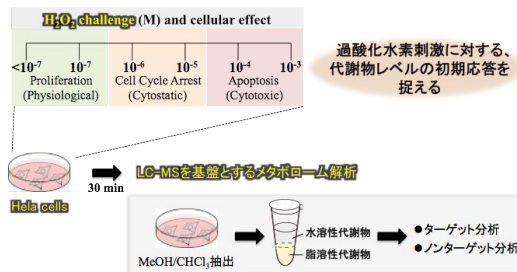 H₂O₂ challenge (M) and cellular effect
<10⁻⁷ 10⁻⁷ 10⁻⁶ 10⁻⁵ 10⁻⁴ 10⁻³
Proliferation
(Physiological)
Cell Cycle Arrest
(Cytostatic)
Apoptosis
(Cytotoxic)
過酸化水素刺激に対する、
代謝物レベルの初期応答を
捉える
Hela cells
30 min
LC-MSを基盤とするメタボローム解析
MeOH/CHCl₃抽出
水溶性代謝物
脂溶性代謝物
●ターゲット分析
●ノンターゲット分析